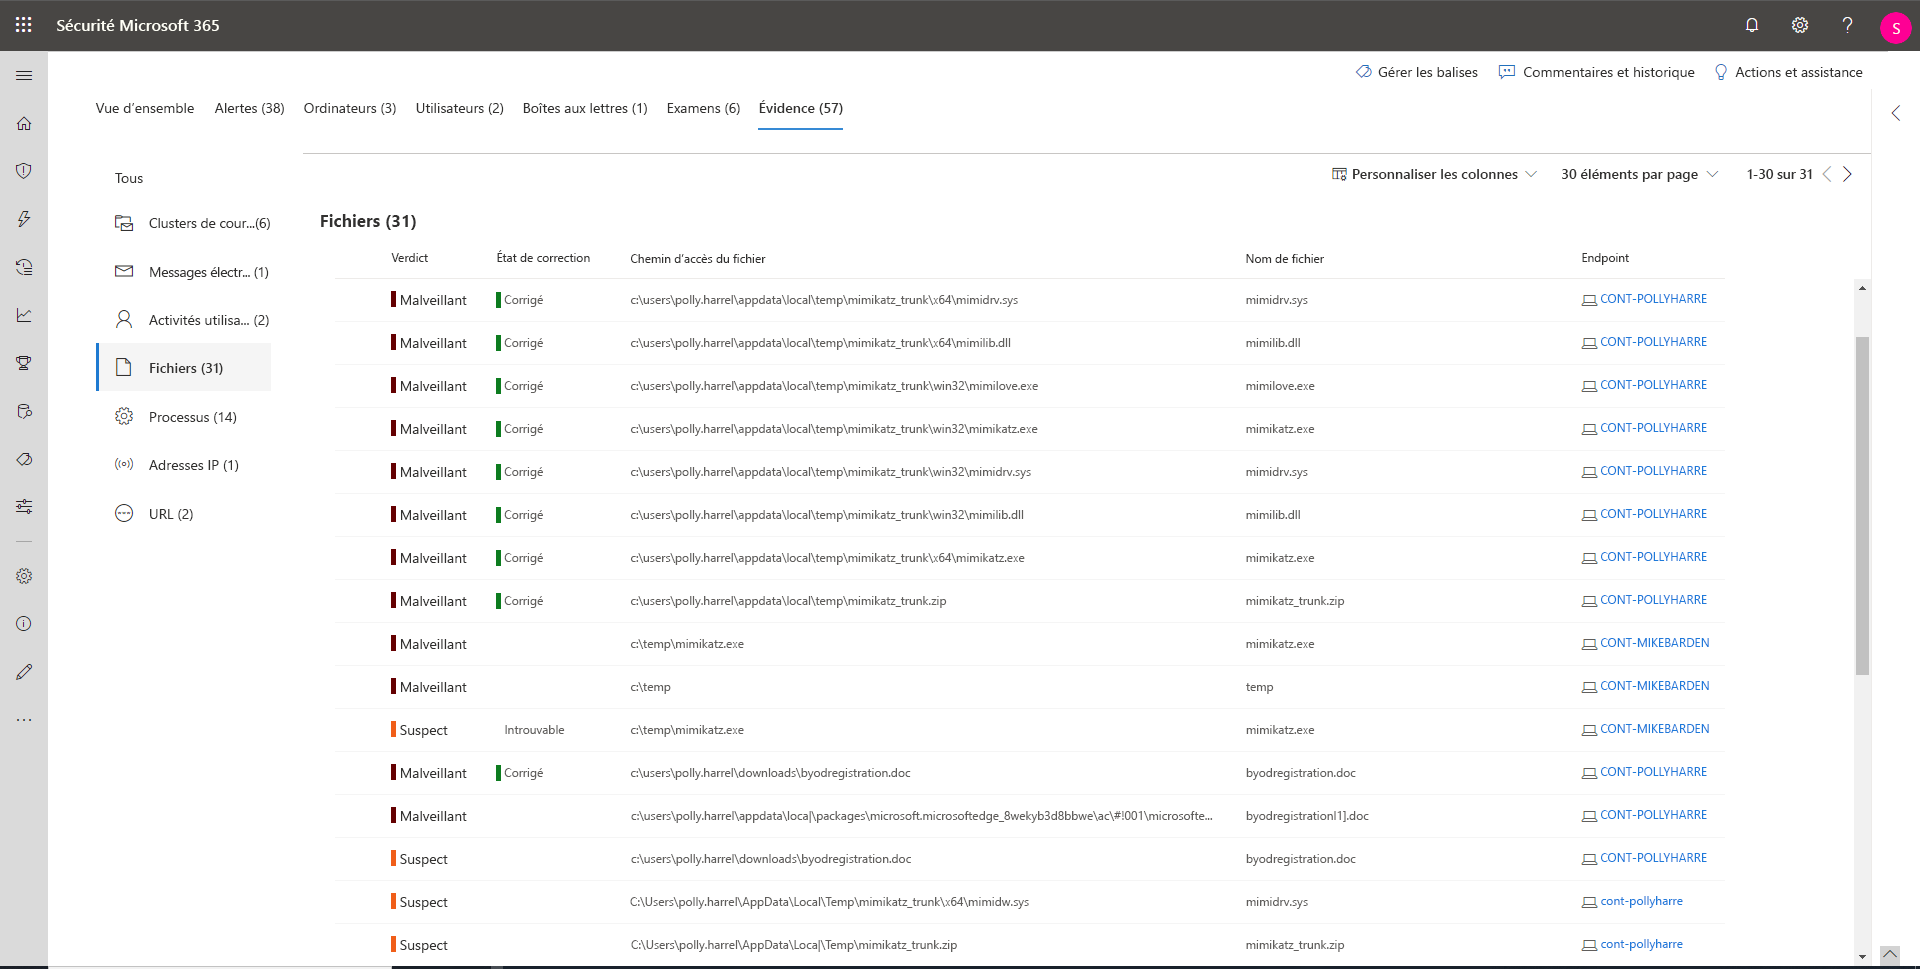 Sécurité Microsoft 365
S
Gérer les balises Commentaires et historique Actions et assistance
Vue d'ensemble Alertes (38) Ordinateurs (3) Utilisateurs (2) Boîtes aux lettres (1) Examens (6) Évidence (57)
Personnaliser les colonnes 30 éléments par page 1-30 sur 31
Tous
Clusters de cour...(6)
Messages électr... (1)
Activités utilisa... (2)
Fichiers (31)
Processus (14)
Adresses IP (1)
URL (2)
Fichiers (31)
Verdict État de correction Chemin d'accès du fichier Nom de fichier Endpoint
Malveillant Corrigé c:\users\polly.harrel\appdata\local\temp\mimikatz_trunk\x64\mimidrv.sys mimidrv.sys CONT-POLLYHARRE
Malveillant Corrigé c:\users\polly.harrel\appdata\local\temp\mimikatz_trunk\x64\mimilib.dll mimilib.dll CONT-POLLYHARRE
Malveillant Corrigé c:\users\polly.harrel\appdata\local\temp\mimikatz_trunk\win32\mimilove.exe mimilove.exe CONT-POLLYHARRE
Malveillant Corrigé c:\users\polly.harrel\appdata\local\temp\mimikatz_trunk\win32\mimikatz.exe mimikatz.exe CONT-POLLYHARRE
Malveillant Corrigé c:\users\polly.harrel\appdata\local\temp\mimikatz_trunk\win32\mimidrv.sys mimidrv.sys CONT-POLLYHARRE
Malveillant Corrigé c:\users\polly.harrel\appdata\local\temp\mimikatz_trunk\win32\mimilib.dll mimilib.dll CONT-POLLYHARRE
Malveillant Corrigé c:\users\polly.harrel\appdata\local\temp\mimikatz_trunk\x64\mimikatz.exe mimikatz.exe CONT-POLLYHARRE
Malveillant Corrigé c:\users\polly.harrel\appdata\local\temp\mimikatz_trunk.zip mimikatz_trunk.zip CONT-POLLYHARRE
Malveillant c:\temp\mimikatz.exe mimikatz.exe CONT-MIKEBARDEN
Malveillant c:\temp temp CONT-MIKEBARDEN
Suspect Introuvable c:\temp\mimikatz.exe mimikatz.exe CONT-MIKEBARDEN
Malveillant Corrigé c:\users\polly.harrel\downloads\byodregistration.doc byodregistration.doc CONT-POLLYHARRE
Malveillant c:\users\polly.harrel\appdata\loca|\packages\microsoft.microsoftedge_8wekyb3d8bbwe\ac\#!001\microsofte... byodregistration|1].doc CONT-POLLYHARRE
Suspect c:\users\polly.harrel\downloads\byodregistration.doc byodregistration.doc CONT-POLLYHARRE
Suspect C:\Users\polly.harrel\AppData\Local\Temp\mimikatz_trunk\x64\mimidw.sys mimidrv.sys cont-pollyharre
Suspect C:\Users\polly.harrel\AppData\Loca|\Temp\mimikatz_trunk.zip mimikatz_trunk.zip cont-pollyharre